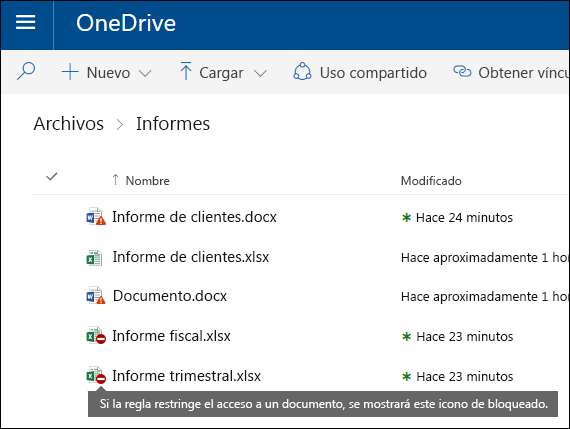 OneDrive
Nuevo Cargar Uso compartido Obtener víncu
Archivos > Informes
Nombre Modificado
Informe de clientes.docx Hace 24 minutos
Informe de clientes.xlsx Hace aproximadamente 1 hor
Documento.docx Hace aproximadamente 1 hor
Informe fiscal.xlsx Hace 23 minutos
Informe trimestral.xlsx Hace 23 minutos
Si la regla restringe el acceso a un documento, se mostrará este icono de bloqueado.